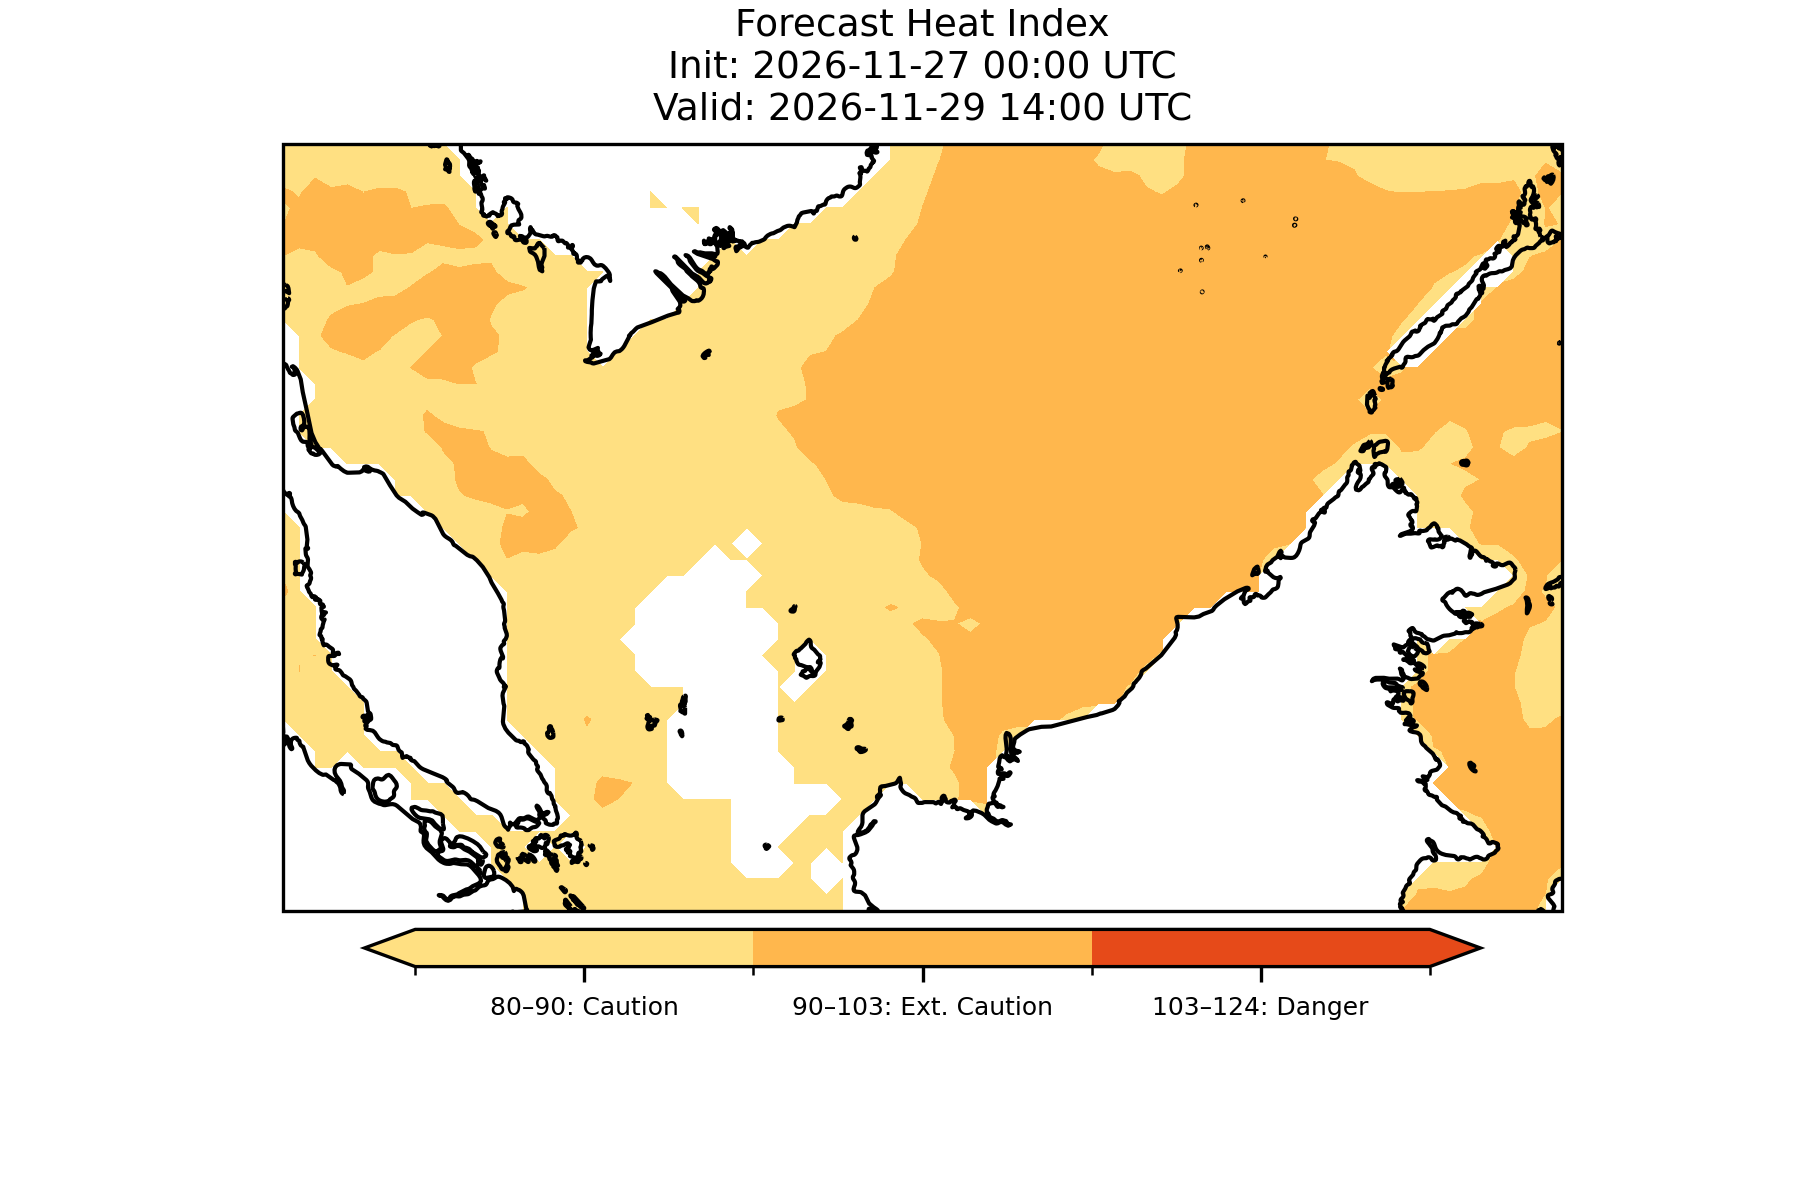 Forecast Heat Index
Init: 2026-11-27 00:00 UTC
Valid: 2026-11-29 14:00 UTC
80–90: Caution
90–103: Ext. Caution
103–124: Danger